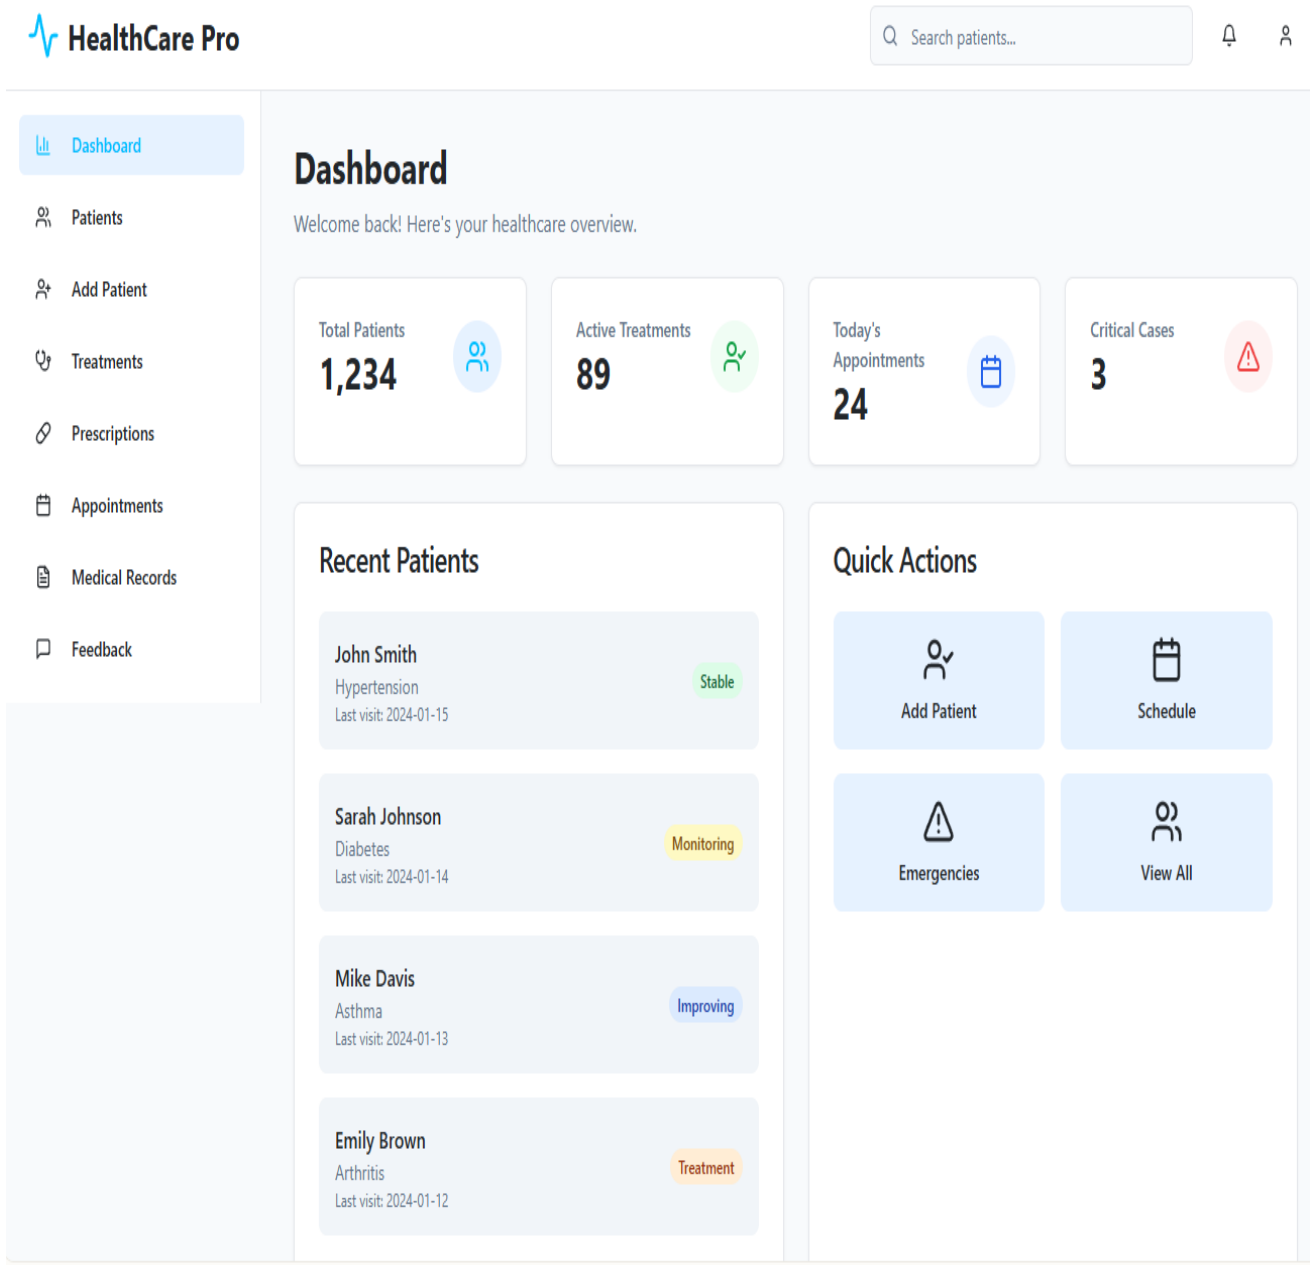 HealthCare Pro
Search patients...
Dashboard
Patients
Add Patient
Treatments
Prescriptions
Appointments
Medical Records
Feedback
Dashboard
Welcome back! Here's your healthcare overview.
Total Patients
1,234
Active Treatments
89
Today's
Appointments
24
Critical Cases
3
Recent Patients
John Smith
Hypertension
Last visit: 2024-01-15
Stable
Sarah Johnson
Diabetes
Last visit: 2024-01-14
Monitoring
Mike Davis
Asthma
Last visit: 2024-01-13
Improving
Emily Brown
Arthritis
Last visit: 2024-01-12
Treatment
Quick Actions
Add Patient
Schedule
Emergencies
View All